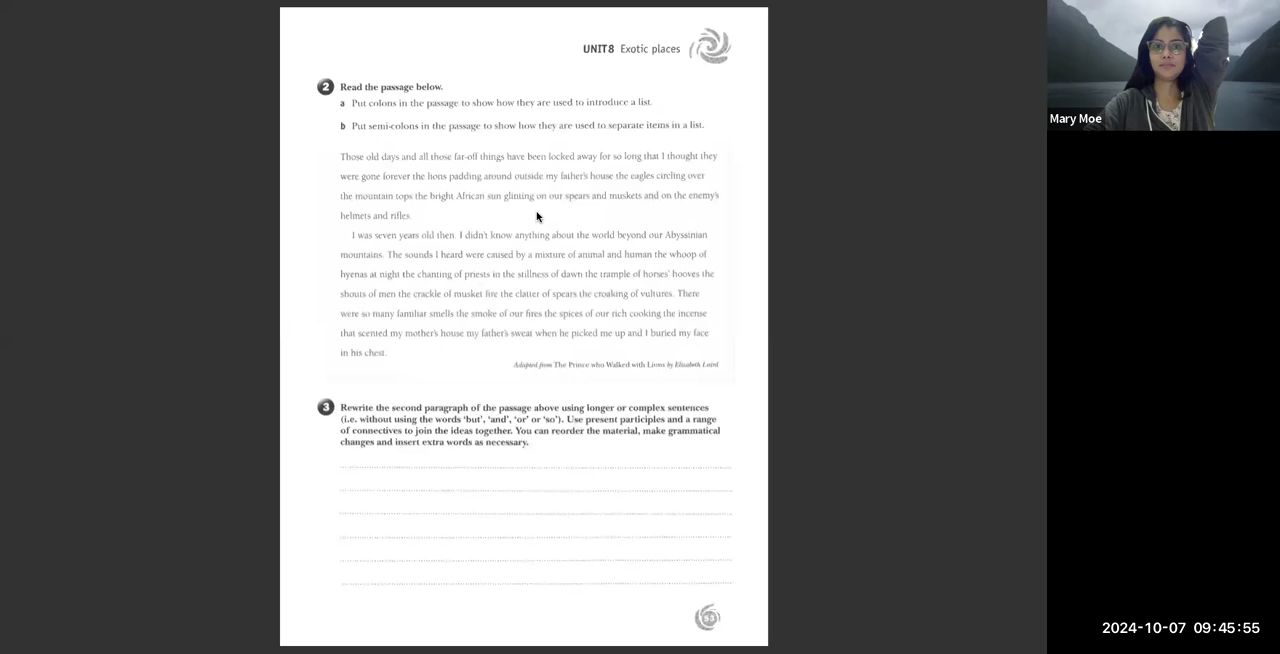 UNIT 8 Exotic places
2 Read the passage below.
a Put colons in the passage to show how they are used to introduce a list.
b Put semi-colons in the passage to show how they are used to separate items in a list.
Those old days and all those far-off things have been locked away for so long that I thought they
were gone forever the lions padding around outside my father's house the eagles circling over
the mountain tops the bright African sun glinting on our spears and muskets and on the enemy's
helmets and rifles.
I was seven years old then. I didn't know anything about the world beyond our Abyssinian
mountains. The sounds I heard were caused by a mixture of animal and human the whoop of
hyenas at night the chanting of priests in the stillness of dawn the trample of horses' hooves the
shouts of men the crackle of musket fire the clatter of spears the croaking of vultures. There
were so many familiar smells the smoke of our fires the spices of our rich cooking the incense
that scented my mother's house my father's sweat when he picked me up and I buried my face
in his chest.
Adapted from The Prince who Walked with Lions by Elizabeth Laird
3 Rewrite the second paragraph of the passage above using longer or complex sentences
(i.e. without using the words 'but', 'and', 'or' or 'so'). Use present participles and a range
of connectives to join the ideas together. You can reorder the material, make grammatical
changes and insert extra words as necessary.
53
Mary Moe
2024-10-07 09:45:55